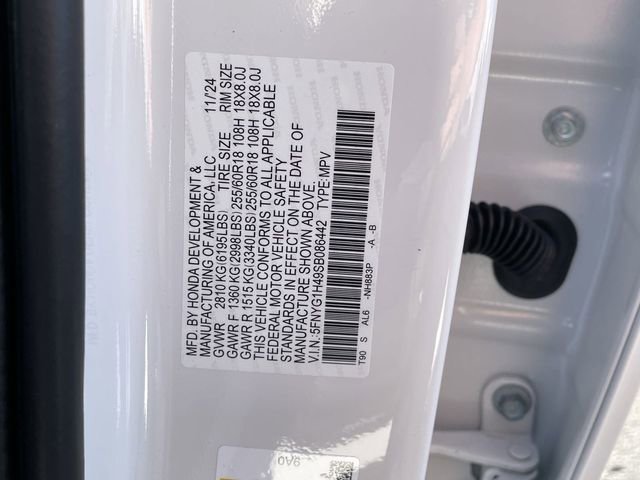 MFD. BY HONDA DEVELOPMENT &
MANUFACTURING OF AMERICA, LLC 11/24
GVWR 2810 KG(6195LBS) TIRE SIZE RIM SIZE
GAWR F 1360 KG(2998LBS) 255/60R18 108H 18X8.0J
GAWR R 1515 KG(3340LBS) 255/60R18 108H 18X8.0J
THIS VEHICLE CONFORMS TO ALL APPLICABLE
FEDERAL MOTOR VEHICLE SAFETY
STANDARDS IN EFFECT ON THE DATE OF
MANUFACTURE SHOWN ABOVE.
V.I.N.:5FNYG1H49SB086442 TYPE:MPV
T90 S AL6 -NH883P -A -B
9A0